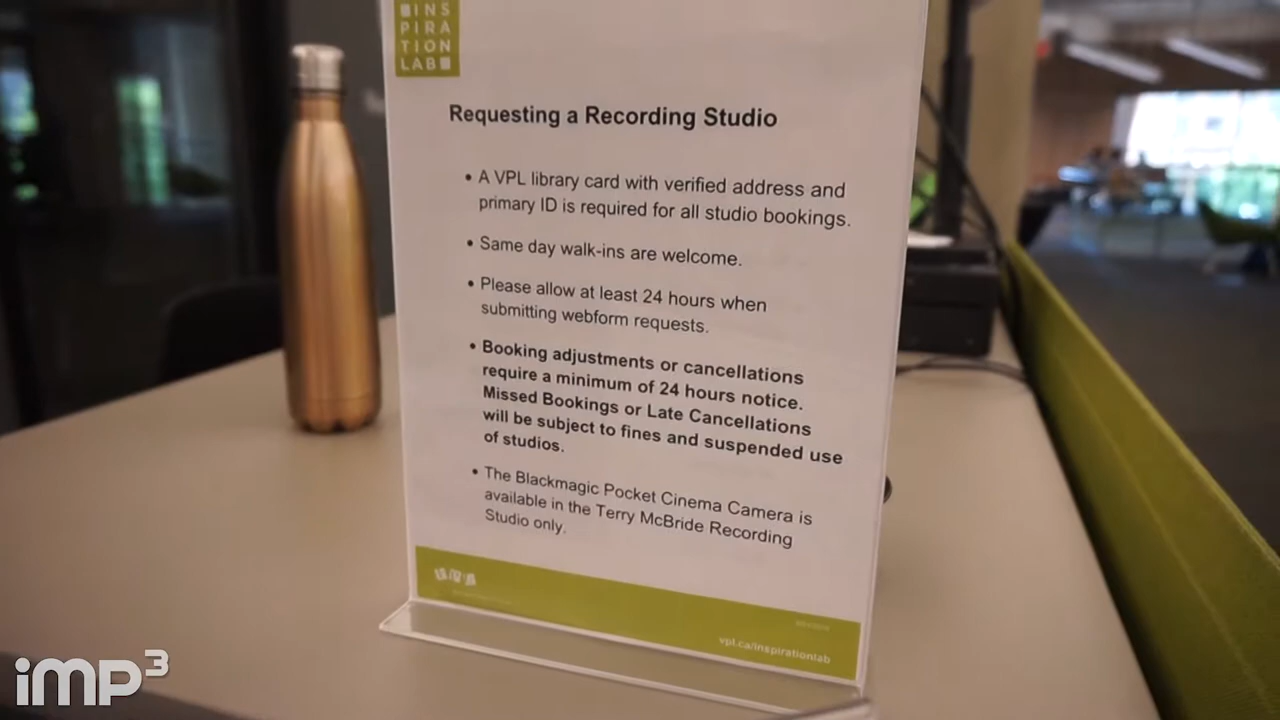 INS
PIRA
TION
LAB
Requesting a Recording Studio
• A VPL library card with verified address and
primary ID is required for all studio bookings.
• Same day walk-ins are welcome.
• Please allow at least 24 hours when
submitting webform requests.
• Booking adjustments or cancellations
require a minimum of 24 hours notice.
Missed Bookings or Late Cancellations
will be subject to fines and suspended use
of studios.
• The Blackmagic Pocket Cinema Camera is
available in the Terry McBride Recording
Studio only.
vpl.ca/inspirationlab
iMP3